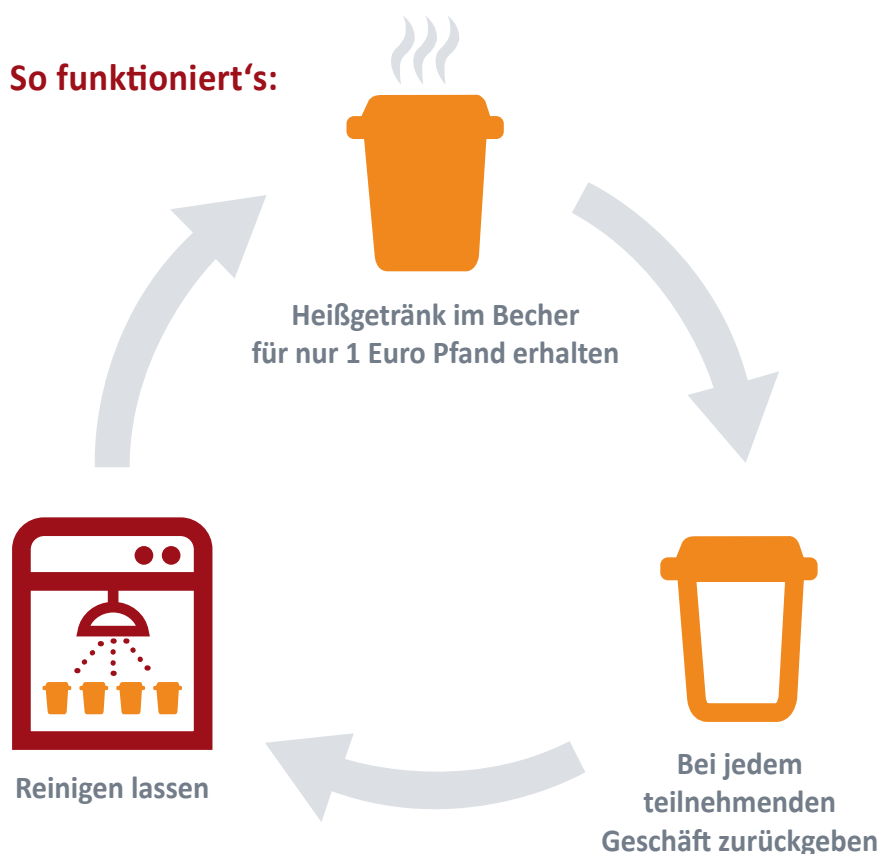 So funktioniert‘s:
Heißgetränk im Becher
für nur 1 Euro Pfand erhalten
Bei jedem
teilnehmenden
Geschäft zurückgeben
Reinigen lassen